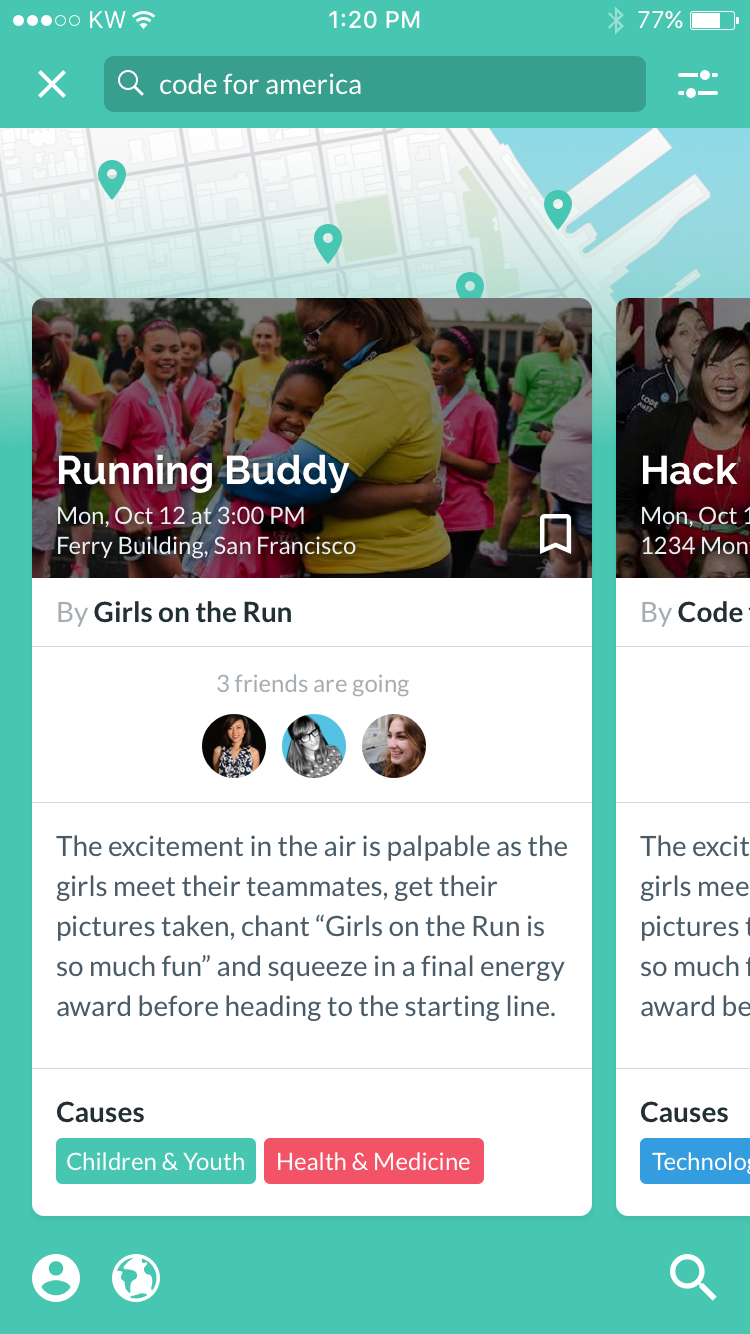 KW
1:20 PM
77%
code for america
Running Buddy
Mon, Oct 12 at 3:00 PM
Ferry Building, San Francisco
By Girls on the Run
3 friends are going
The excitement in the air is palpable as the
girls meet their teammates, get their
pictures taken, chant “Girls on the Run is
so much fun” and squeeze in a final energy
award before heading to the starting line.
Causes
Children & Youth
Health & Medicine
Hack
Mon, Oct 1
1234
By Code
The excit
girls mee
pictures
so much
award be
Causes